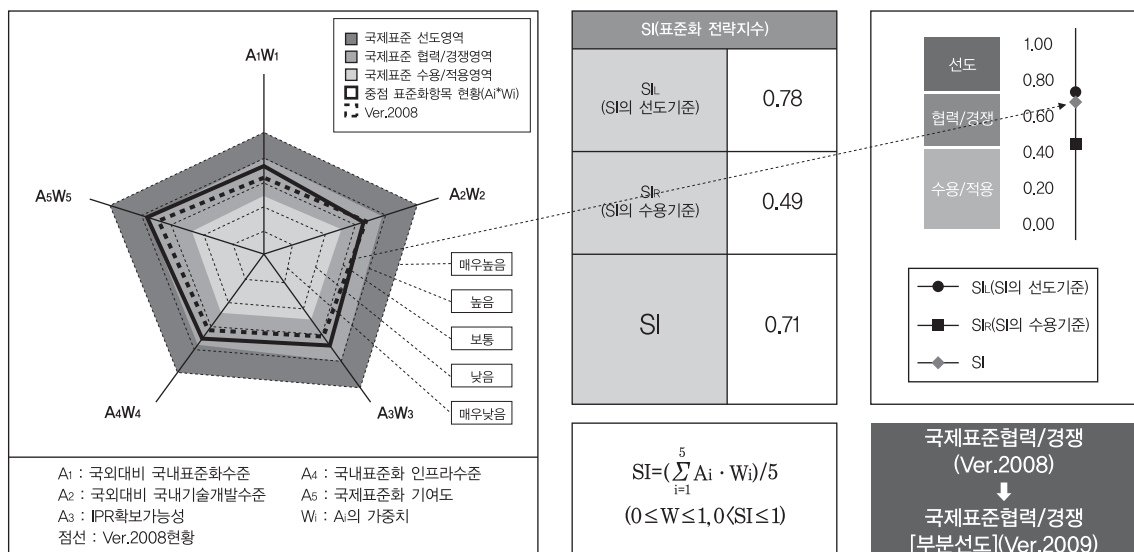 국제표준 선도영역
국제표준 협력/경쟁영역
국제표준 수용/적용영역
중점 표준화항목 현황(Ai*Wi)
Ver.2008
A1W1
A2W2
A3W3
A4W4
A5W5
매우높음
높음
보통
낮음
매우낮음
A1 : 국외대비 국내표준화수준
A2 : 국외대비 국내기술개발수준
A3 : IPR확보가능성
점선 : Ver.2008현황
A4 : 국내표준화 인프라수준
A5 : 국제표준화 기여도
Wi : Ai의 가중치
SI(표준화 전략지수)
SIL
(SI의 선도기준)
0.78
SIR
(SI의 수용기준)
0.49
SI
0.71
SI=(∑Ai · Wi)/5
5
i=1
(0≤W≤1, 0<SI≤1)
선도
협력/경쟁
수용/적용
1.00
0.80
0.60
0.40
0.20
0.00
SIL(SI의 선도기준)
SIR(SI의 수용기준)
SI
국제표준협력/경쟁
(Ver.2008)
국제표준협력/경쟁
[부분선도](Ver.2009)